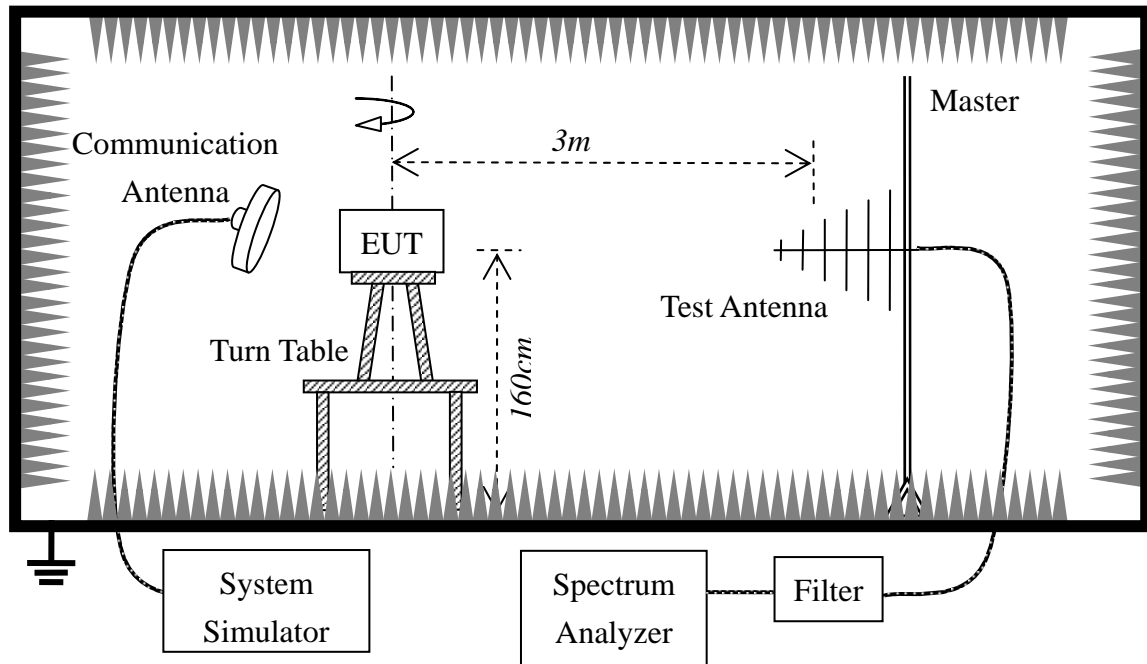 Master
3m
Communication
Antenna
EUT
Test Antenna
Turn Table
160cm
System
Simulator
Spectrum
Analyzer
Filter